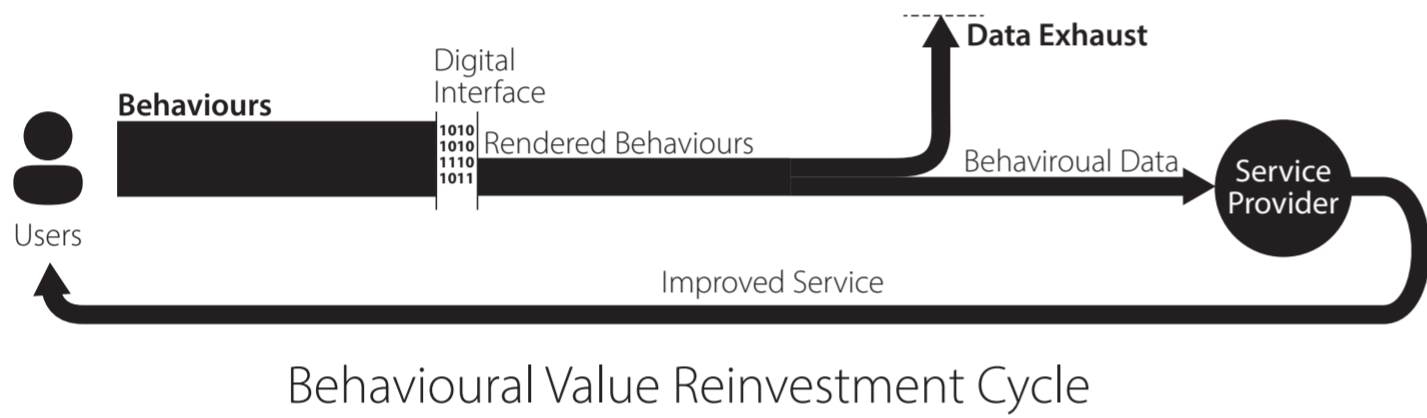 Data Exhaust
Digital
Interface
Behaviours
1010
1010
1110
1011
Rendered Behaviours
Behaviroual Data
Service
Provider
Users
Improved Service
Behavioural Value Reinvestment Cycle